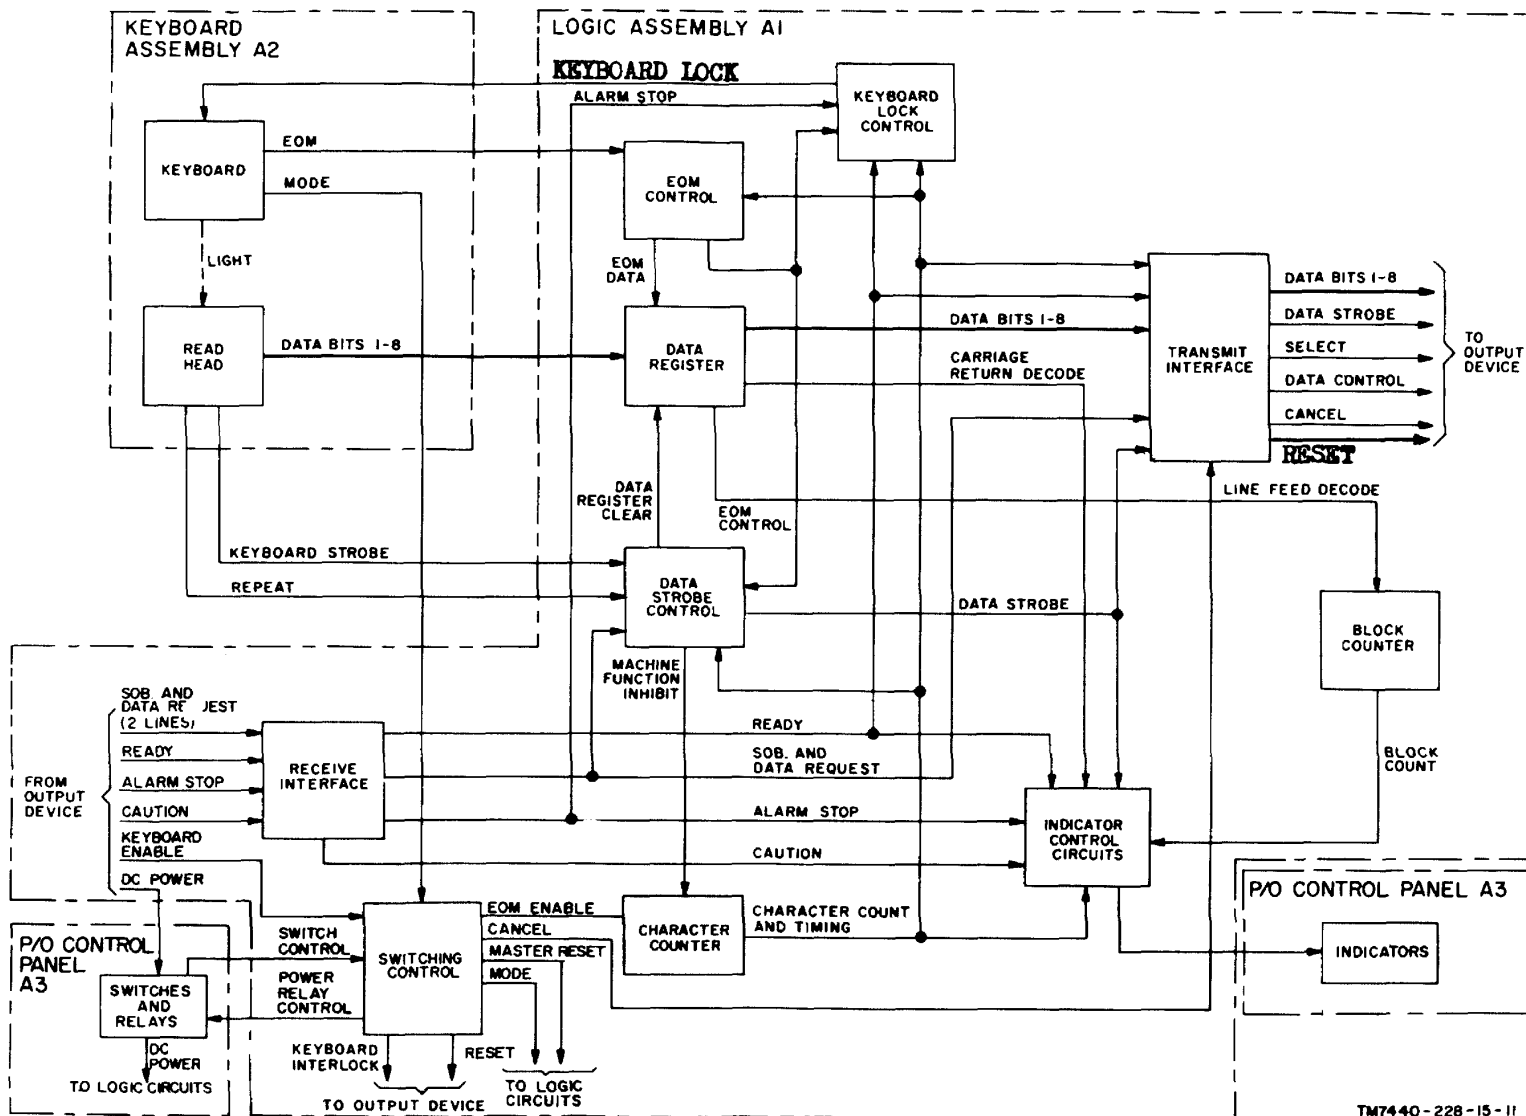 KEYBOARD
ASSEMBLY A2
LOGIC ASSEMBLY A1
KEYBOARD LOCK
ALARM STOP
KEYBOARD
LOCK
CONTROL
KEYBOARD
EOM
MODE
EOM
CONTROL
LIGHT
EOM
DATA
READ
HEAD
DATA BITS 1-8
DATA
REGISTER
DATA BITS 1-8
CARRIAGE
RETURN DECODE
TRANSMIT
INTERFACE
DATA BITS 1-8
DATA STROBE
SELECT
DATA CONTROL
CANCEL
RESET
TO
OUTPUT
DEVICE
DATA
REGISTER
CLEAR
EOM
CONTROL
LINE FEED DECODE
KEYBOARD STROBE
REPEAT
DATA
STROBE
CONTROL
DATA STROBE
BLOCK
COUNTER
MACHINE
FUNCTION
INHIBIT
BLOCK
COUNT
FROM
OUTPUT
DEVICE
SOB. AND
DATA RE JEST
(2 LINES)
READY
ALARM STOP
CAUTION
KEYBOARD
ENABLE
DC POWER
RECEIVE
INTERFACE
READY
SOB. AND
DATA REQUEST
ALARM STOP
CAUTION
INDICATOR
CONTROL
CIRCUITS
P/O CONTROL PANEL A3
INDICATORS
P/O CONTROL
PANEL
A3
SWITCHES
AND
RELAYS
SWITCH
CONTROL
POWER
RELAY
CONTROL
SWITCHING
CONTROL
EOM ENABLE
CANCEL
MASTER RESET
MODE
CHARACTER
COUNTER
CHARACTER COUNT
AND TIMING
DC
POWER
TO LOGIC CIRCUITS
KEYBOARD
INTERLOCK
RESET
TO OUTPUT DEVICE
TO LOGIC
CIRCUITS
TM7440-228-15-11